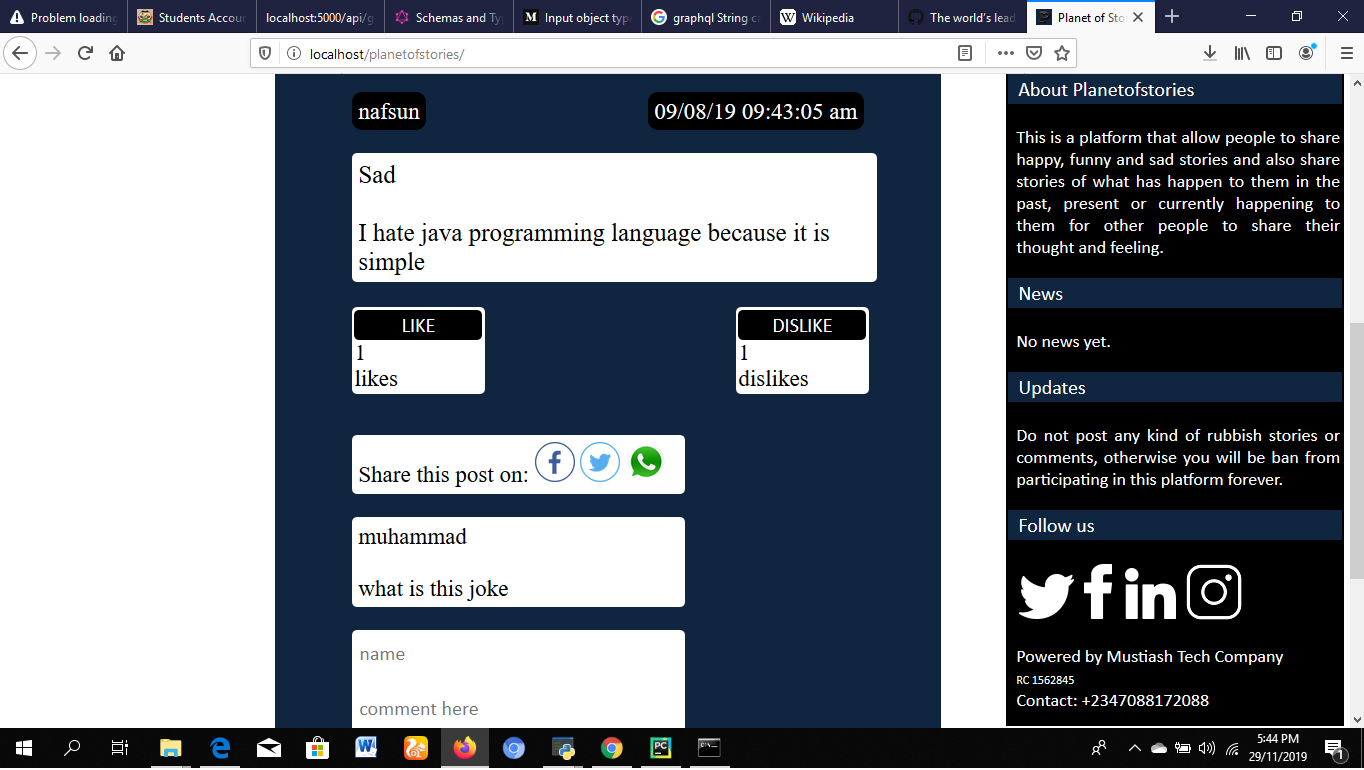 Problem loading
Students Accoun
localhost:5000/api/g
Schemas and Typ
Input object type
graphql String ca
Wikipedia
The world's lead
Planet of Sto
localhost/planetofstories/
nafsun
09/08/19 09:43:05 am
Sad
I hate java programming language because it is
simple
LIKE
1
likes
DISLIKE
1
dislikes
Share this post on:
muhammad
what is this joke
name
comment here
About Planetofstories
This is a platform that allow people to share
happy, funny and sad stories and also share
stories of what has happen to them in the
past, present or currently happening to
them for other people to share their
thought and feeling.
News
No news yet.
Updates
Do not post any kind of rubbish stories or
comments, otherwise you will be ban from
participating in this platform forever.
Follow us
Powered by Mustiash Tech Company
RC 1562845
Contact: +2347088172088
5:44 PM
29/11/2019
1